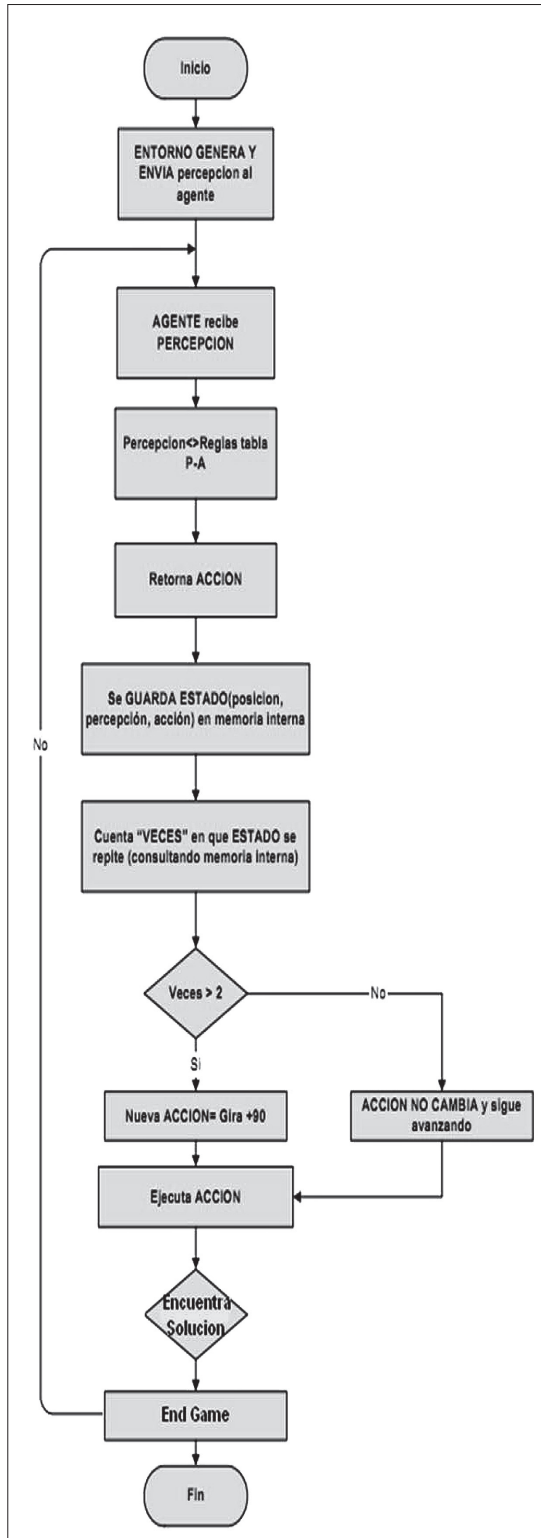 Inicio
ENTORNO GENERA Y
ENVIA percepcion al
agente
AGENTE recibe
PERCEPCION
Percepcion<>Reglas tabla
P-A
Retorna ACCION
Se GUARDA ESTADO(posicion,
percepción, acción) en memoria interna
No
Cuenta “VECES” en que ESTADO se
repite (consultando memoria interna)
Veces > 2
No
Si
Nueva ACCION= Gira +90
ACCION NO CAMBIA y sigue
avanzando
Ejecuta ACCION
Encuentra
Solucion
End Game
Fin